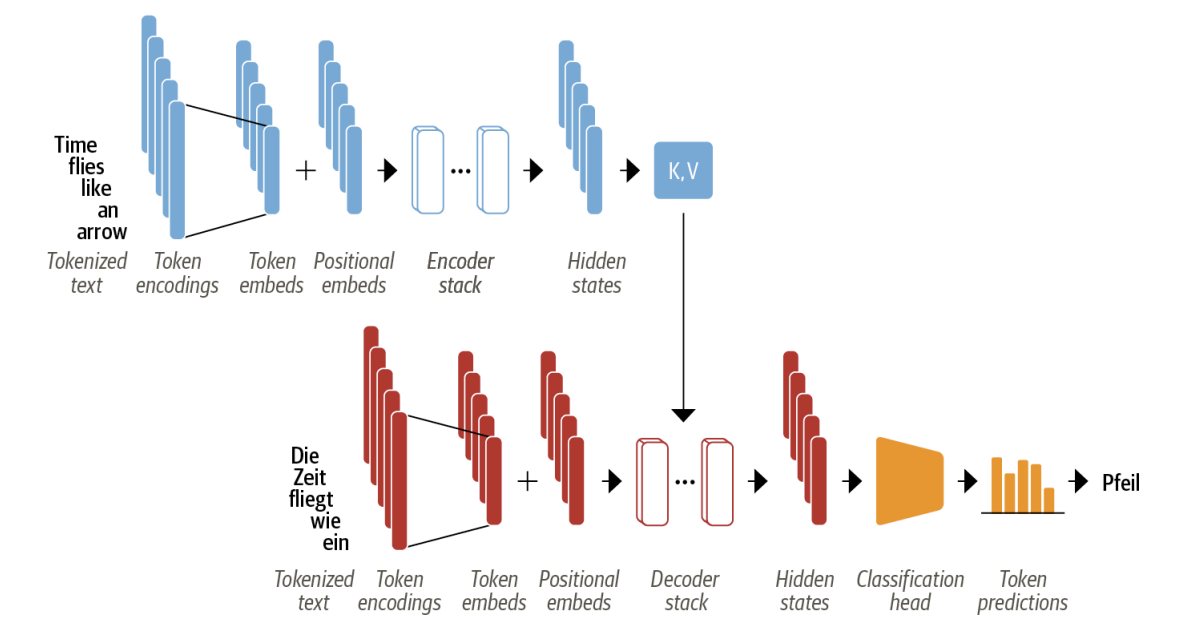 Time
flies
like
an
arrow
K,V
Tokenized
text
Token
encodings
Token
embeds
Positional
embeds
Encoder
stack
...
Hidden
states
Die
Zeit
fliegt
wie
ein
+
...
Pfeil
Tokenized
text
Token
encodings
Token
embeds
Positional
embeds
Decoder
stack
Hidden
states
Classification
head
Token
predictions